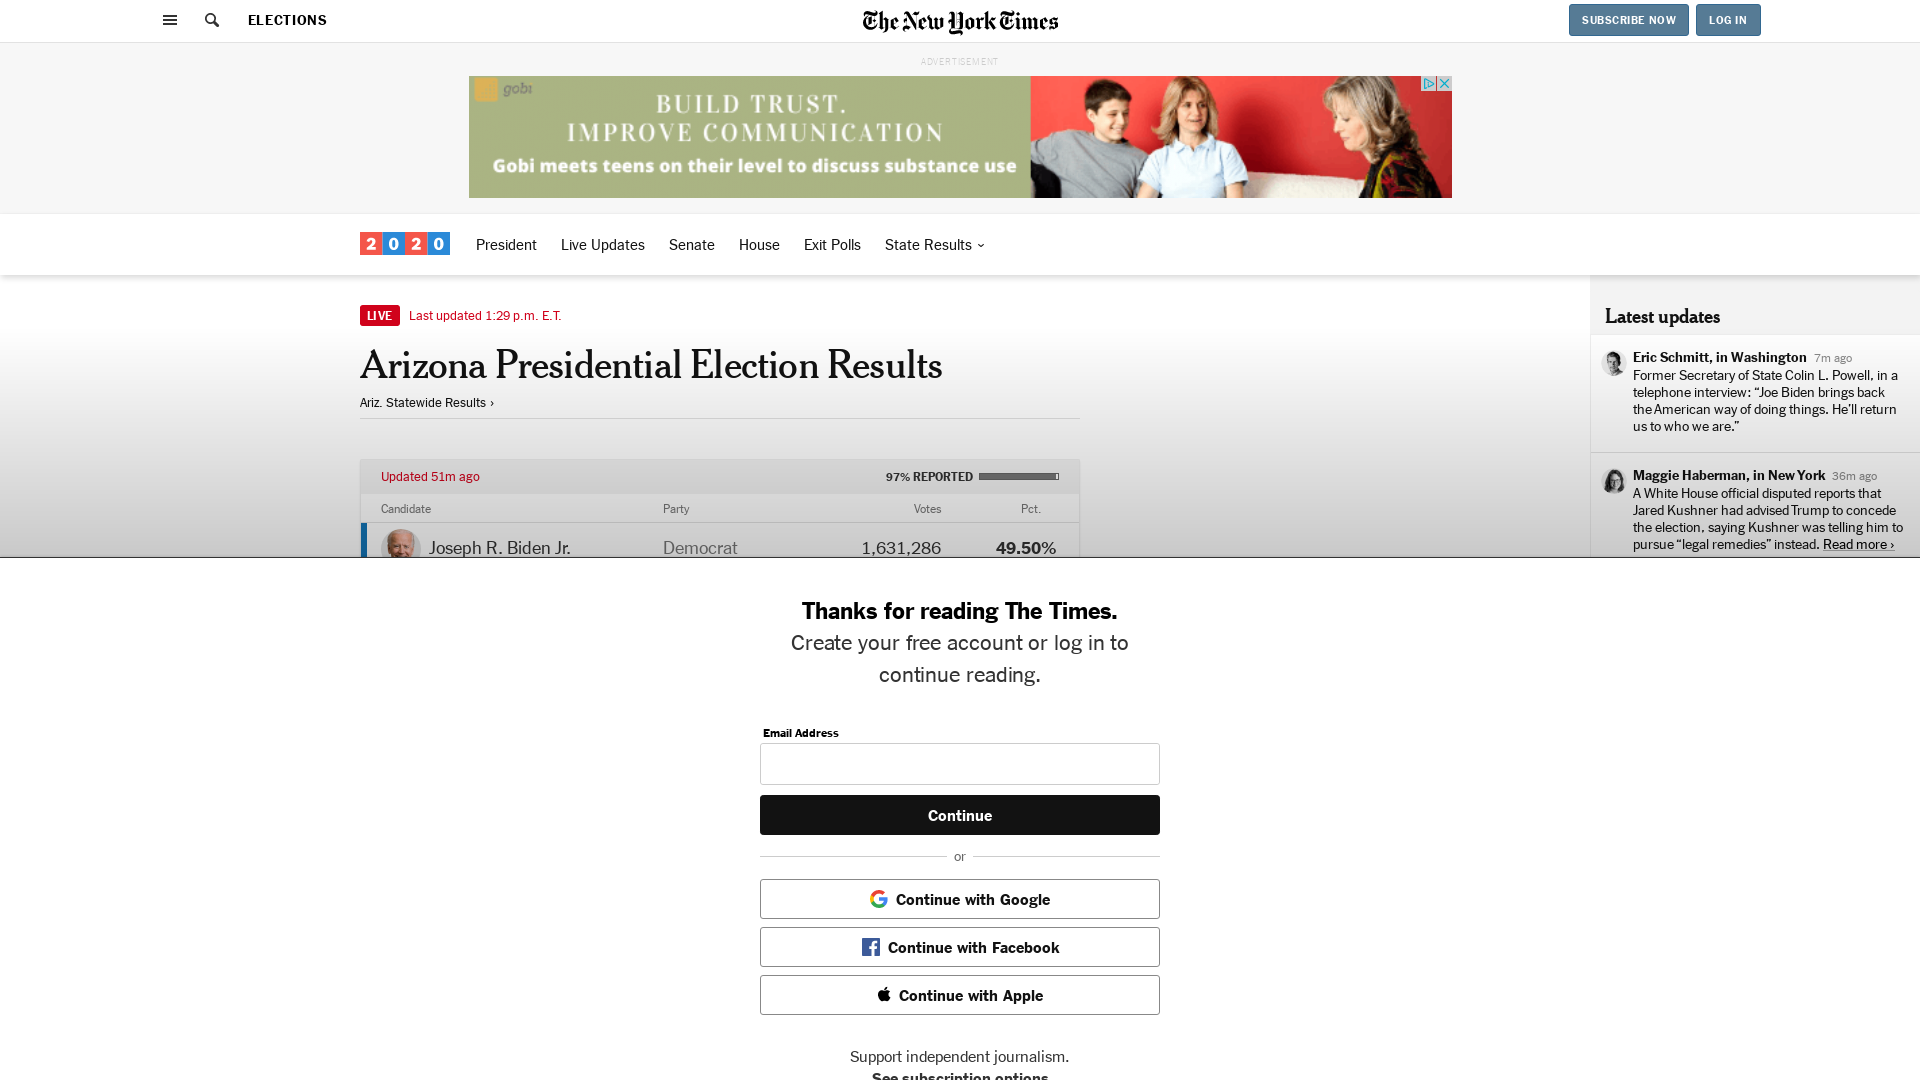 ELECTIONS
The New York Times
SUBSCRIBE NOW
LOG IN
ADVERTISEMENT
gobi
BUILD TRUST.
IMPROVE COMMUNICATION
Gobi meets teens on their level to discuss substance use
2020
President
Live Updates
Senate
House
Exit Polls
State Results
LIVE
Last updated 1:29 p.m. E.T.
Arizona Presidential Election Results
Ariz. Statewide Results ›
Updated 51m ago
97% REPORTED
Candidate
Party
Votes
Pct.
Joseph R. Biden Jr.
Democrat
1,631,286
49.50%
Latest updates
Eric Schmitt, in Washington 7m ago
Former Secretary of State Colin L. Powell, in a
telephone interview: “Joe Biden brings back
the American way of doing things. He’ll return
us to who we are.”
Maggie Haberman, in New York 36m ago
A White House official disputed reports that
Jared Kushner had advised Trump to concede
the election, saying Kushner was telling him to
pursue “legal remedies” instead. Read more ›
Thanks for reading The Times.
Create your free account or log in to
continue reading.
Email Address
Continue
or
Continue with Google
Continue with Facebook
Continue with Apple
Support independent journalism.
See subscription options